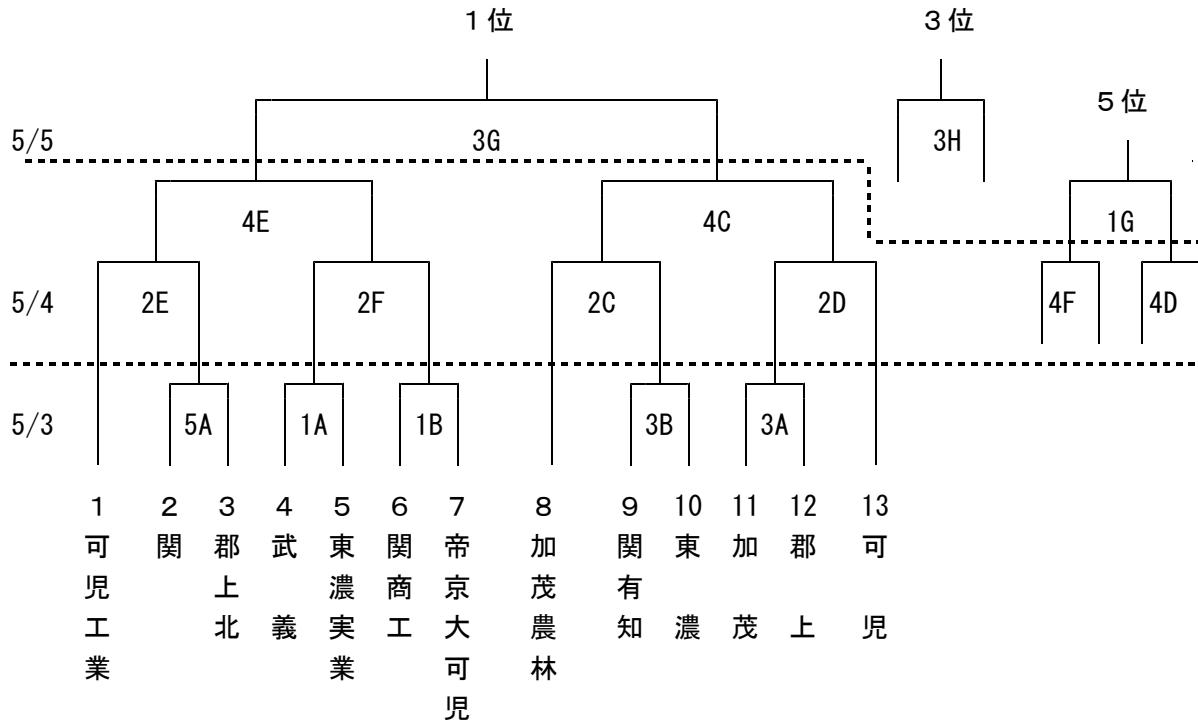 １位
３位
５位
5/5
3G
3H
4E
4C
1G
5/4
2E
2F
2C
2D
4F
4D
5/3
5A
1A
1B
3B
3A
１
２
３
４
５
６
７
８
９
10
11
12
13
可児工業
関
郡上北
武義
東濃実業
関商工
帝京大可児
加茂農林
関有知
東濃
加茂
郡上
可児